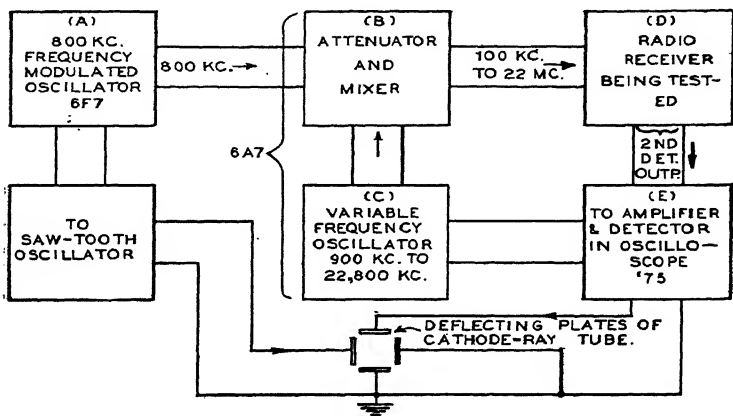 (A)
800 KC.
FREQUENCY
MODULATED
OSCILLATOR
6F7
800 KC.→
(B)
ATTENUATOR
AND
MIXER
100 KC.
TO 22 MC.
(D)
RADIO
RECEIVER
BEING TEST-
ED
6A7
2ND
DET.
OUTP.
TO
SAW-TOOTH
OSCILLATOR
(C)
VARIABLE
FREQUENCY
OSCILLATOR
900 KC. TO
22,800 KC.
(E)
TO AMPLIFIER
& DETECTOR
IN OSCILLO-
SCOPE
'75
DEFLECTING PLATES OF
CATHODE-RAY TUBE.